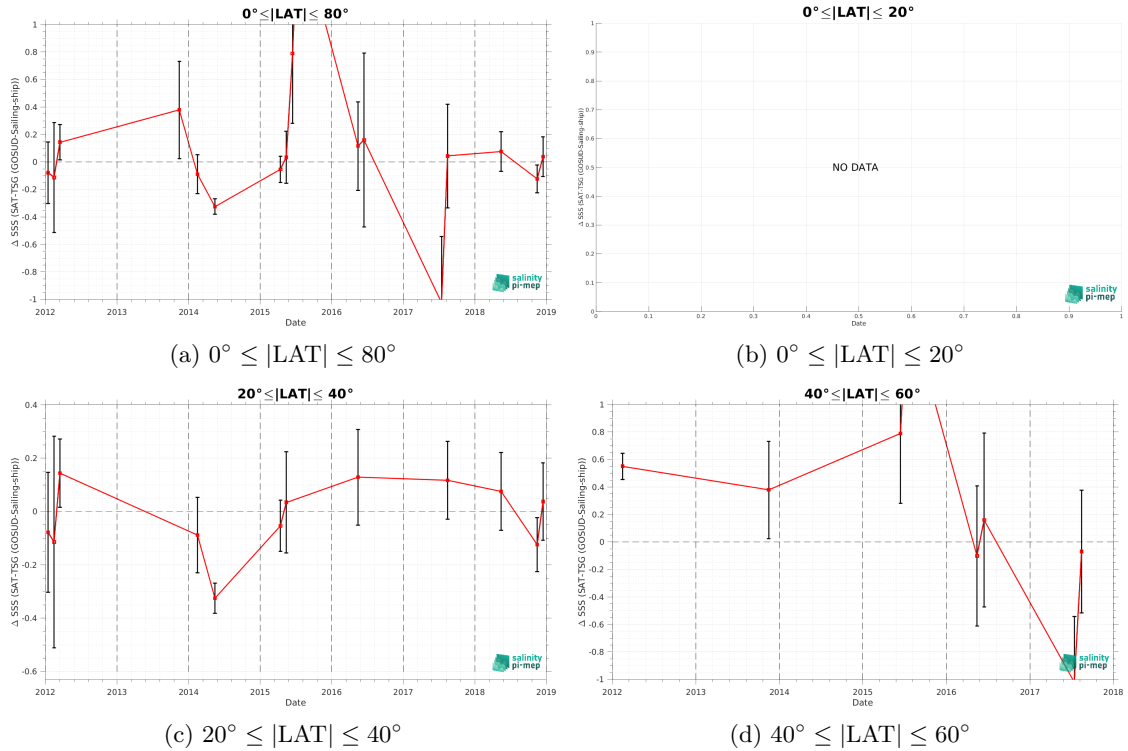 0°≤|LAT|≤ 80°
Δ SSS (SAT-TSG (GOSUD-Sailing-ship))
1
0.8
0.6
0.4
0.2
0
-0.2
-0.4
-0.6
-0.8
-1
2012 2013 2014 2015 2016 2017 2018 2019
Date
salinity
pi-mep
(a) 0° ≤ |LAT| ≤ 80°
0°≤|LAT|≤ 20°
Δ SSS (SAT-TSG (GOSUD-Sailing-ship))
1
0.9
0.8
0.7
0.6
0.5
0.4
0.3
0.2
0.1
0
NO DATA
0 0.1 0.2 0.3 0.4 0.5 0.6 0.7 0.8 0.9 1
Date
salinity
pi-mep
(b) 0° ≤ |LAT| ≤ 20°
20°≤|LAT|≤ 40°
Δ SSS (SAT-TSG (GOSUD-Sailing-ship))
0.4
0.2
0
-0.2
-0.4
-0.6
2012 2013 2014 2015 2016 2017 2018 2019
Date
salinity
pi-mep
(c) 20° ≤ |LAT| ≤ 40°
40°≤|LAT|≤ 60°
Δ SSS (SAT-TSG (GOSUD-Sailing-ship))
1
0.8
0.6
0.4
0.2
0
-0.2
-0.4
-0.6
-0.8
-1
2012 2013 2014 2015 2016 2017 2018
Date
salinity
pi-mep
(d) 40° ≤ |LAT| ≤ 60°